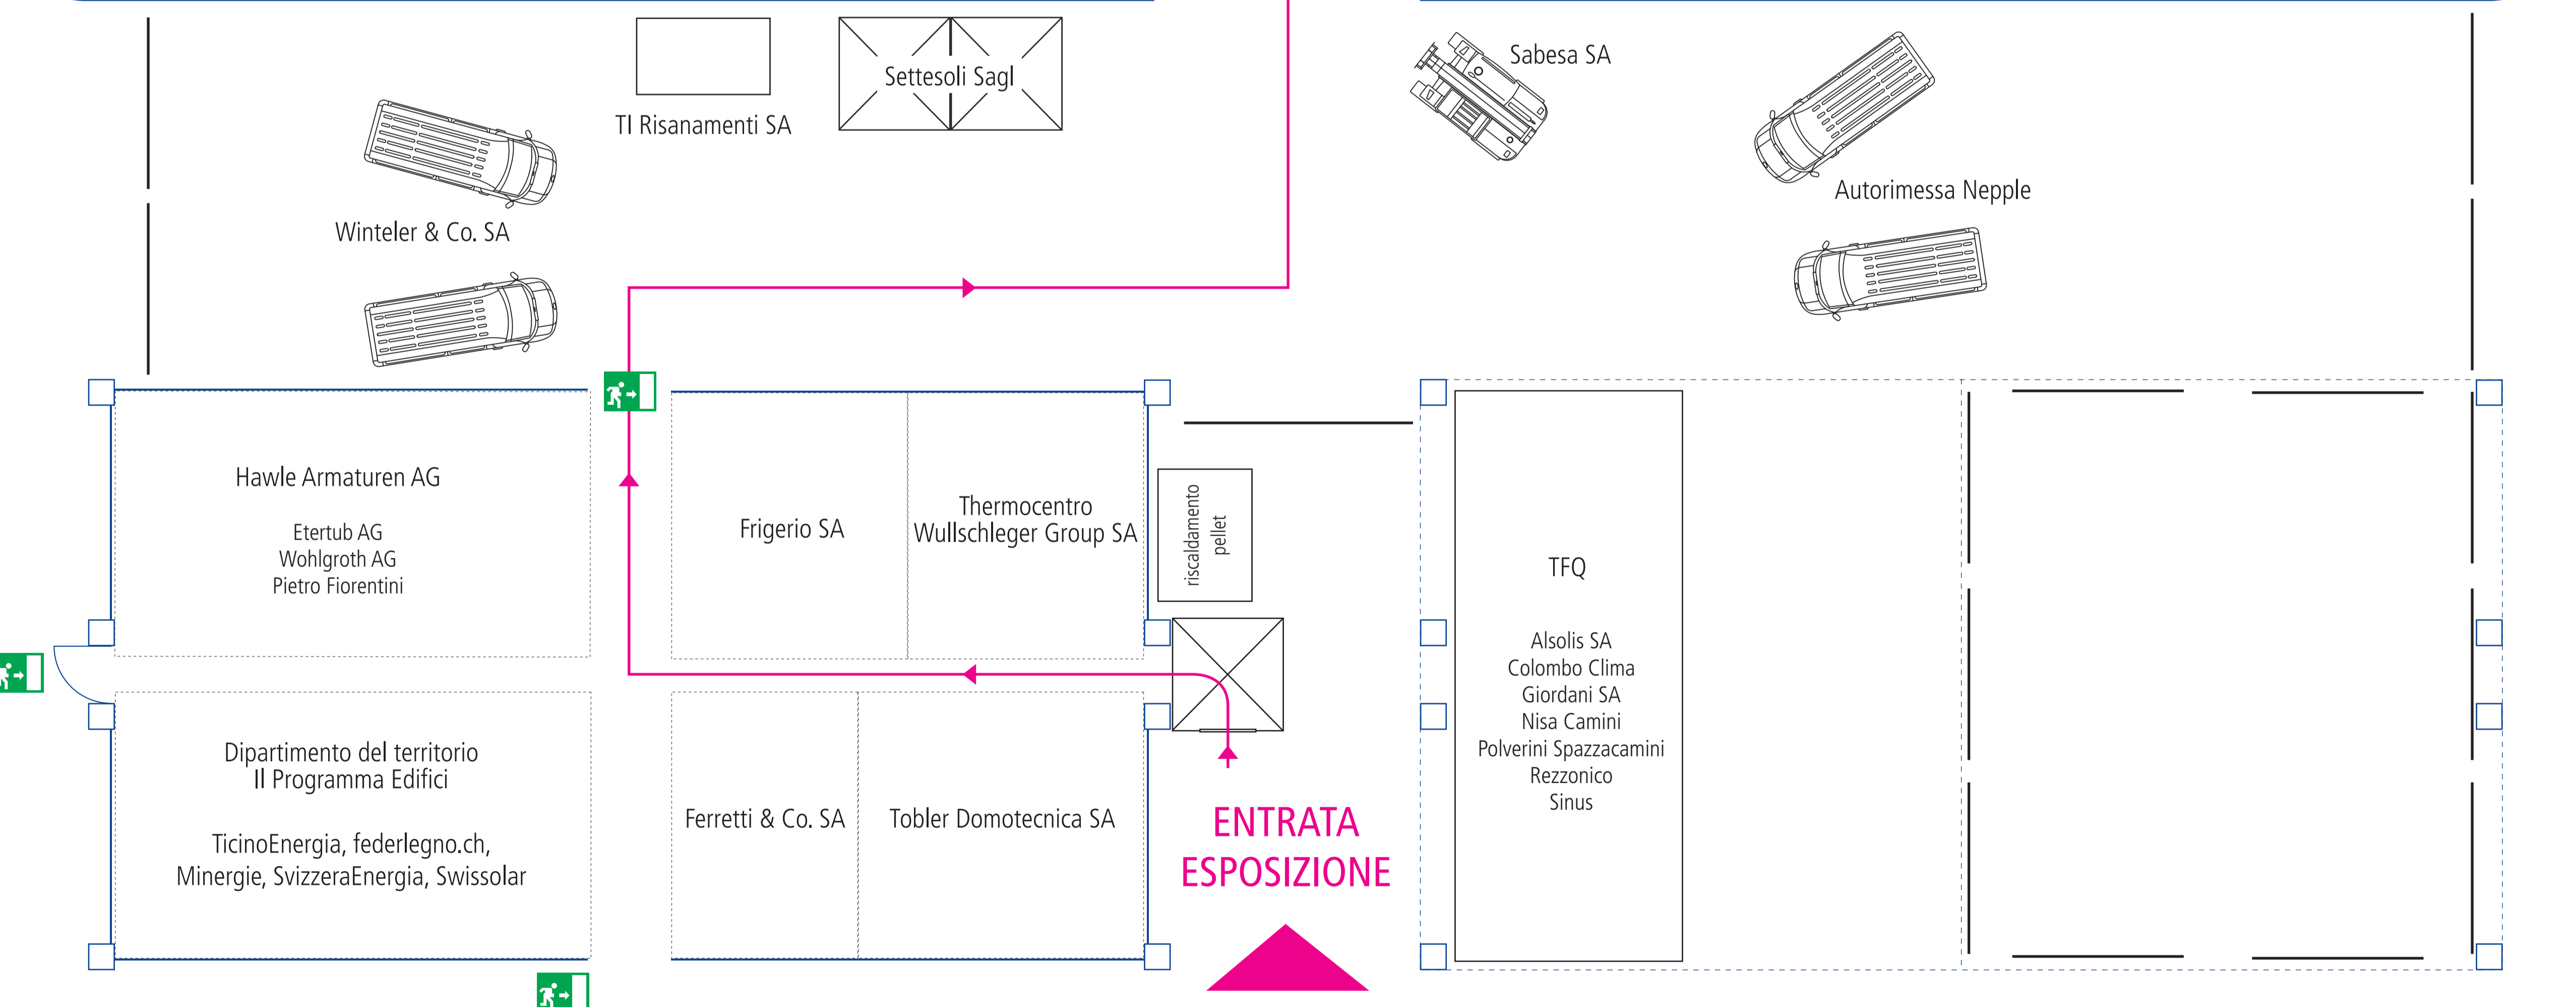 Settesoli Sagl
Sabesa SA
TI Risanamenti SA
Autorimessa Nepple
Winteler & Co. SA
Hawle Armaturen AG
Etertub AG
Wohlgroth AG
Pietro Fiorentini
Frigerio SA
Thermocentro
Wullschleger Group SA
riscaldamento
pellet
TFQ
Alsolis SA
Colombo Clima
Giordani SA
Nisa Camini
Polverini Spazzacamini
Rezzonico
Sinus
Dipartimento del territorio
Il Programma Edifici
TicinoEnergia, federlegno.ch,
Minergie, SvizzeraEnergia, Swissolar
Ferretti & Co. SA
Tobler Domotecnica SA
ENTRATA
ESPOSIZIONE